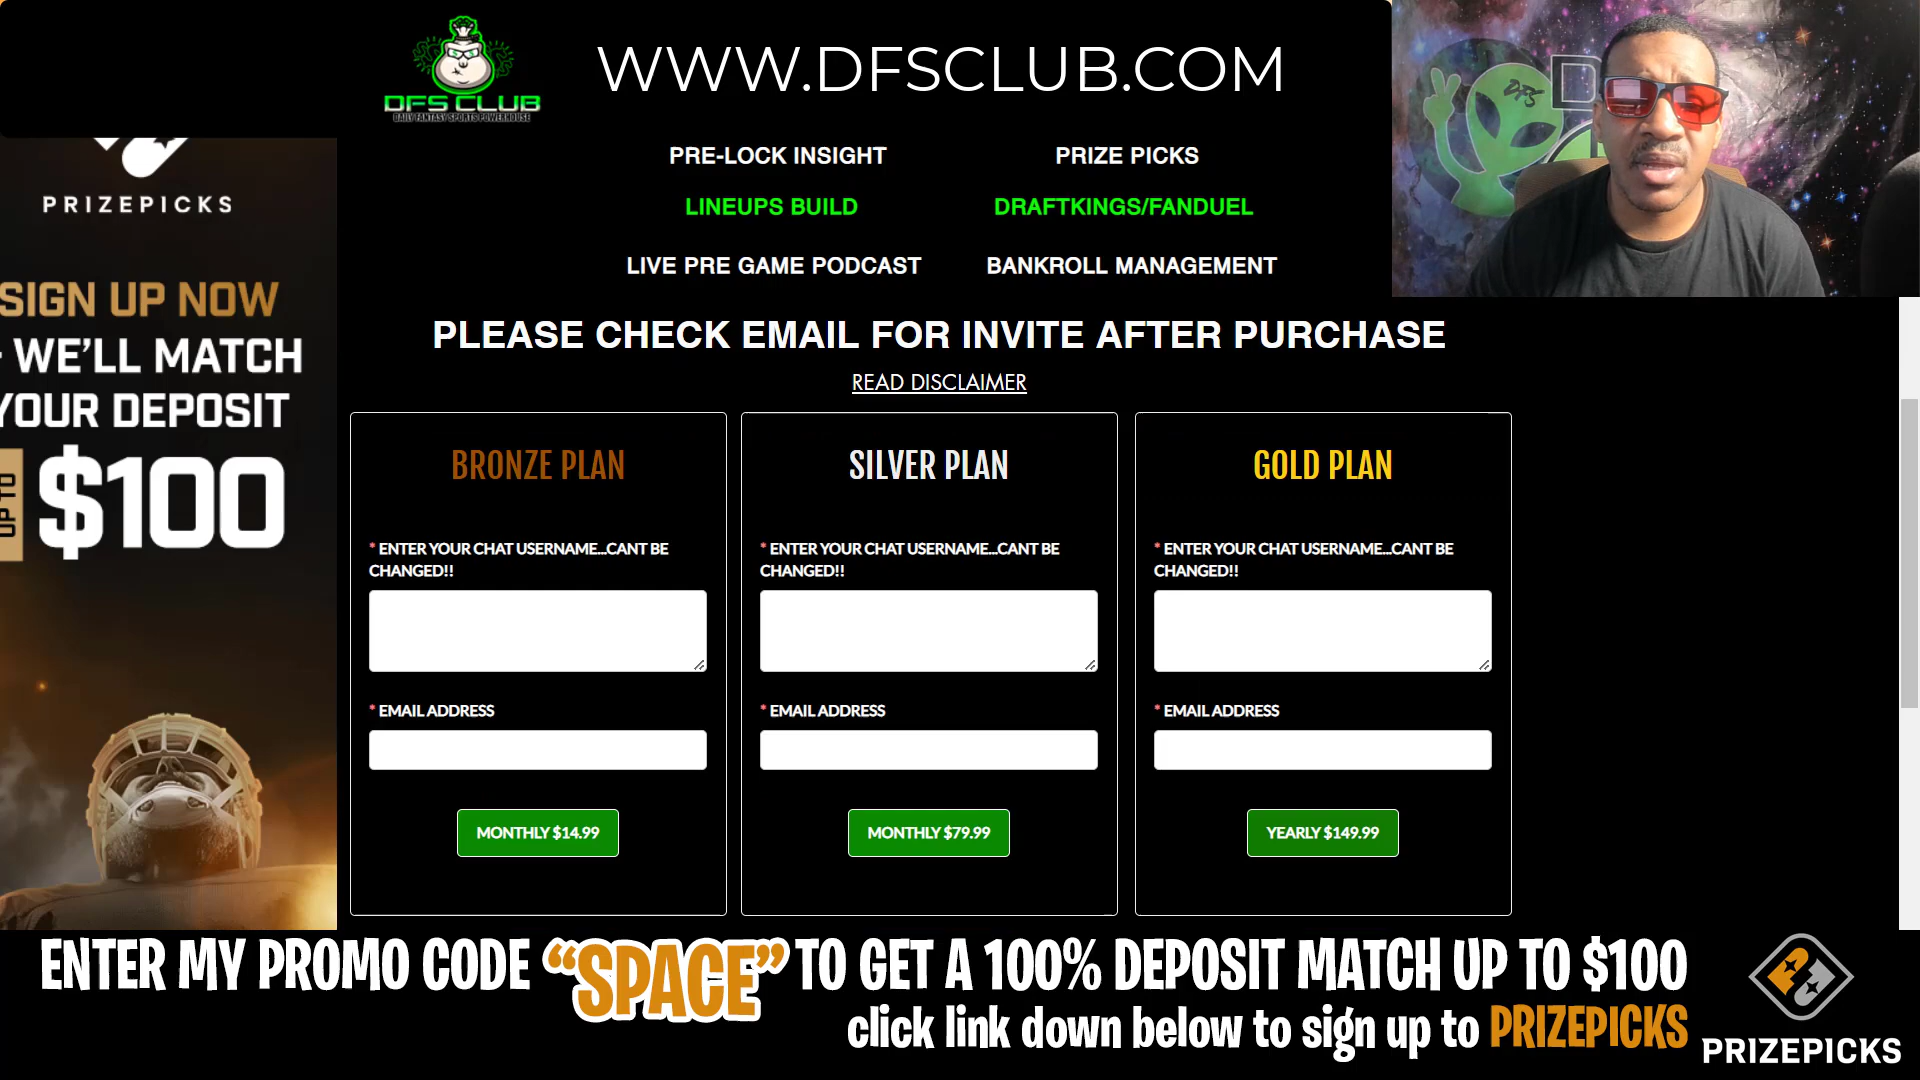 DFS CLUB
DAILY FANTASY SPORTS POWERHOUSE
WWW.DFSCLUB.COM
DFS
D
PRE-LOCK INSIGHT
PRIZE PICKS
LINEUPS BUILD
DRAFTKINGS/FANDUEL
LIVE PRE GAME PODCAST
BANKROLL MANAGEMENT
PLEASE CHECK EMAIL FOR INVITE AFTER PURCHASE
READ DISCLAIMER
PRIZEPICKS
SIGN UP NOW
WE'LL MATCH
YOUR DEPOSIT
UP TO
$100
BRONZE PLAN
* ENTER YOUR CHAT USERNAME...CANT BE
CHANGED!!
* EMAIL ADDRESS
MONTHLY $14.99
SILVER PLAN
* ENTER YOUR CHAT USERNAME...CANT BE
CHANGED!!
* EMAIL ADDRESS
MONTHLY $79.99
GOLD PLAN
* ENTER YOUR CHAT USERNAME...CANT BE
CHANGED!!
* EMAIL ADDRESS
YEARLY $149.99
ENTER MY PROMO CODE "SPACE" TO GET A 100% DEPOSIT MATCH UP TO $100
click link down below to sign up to PRIZEPICKS
PRIZEPICKS